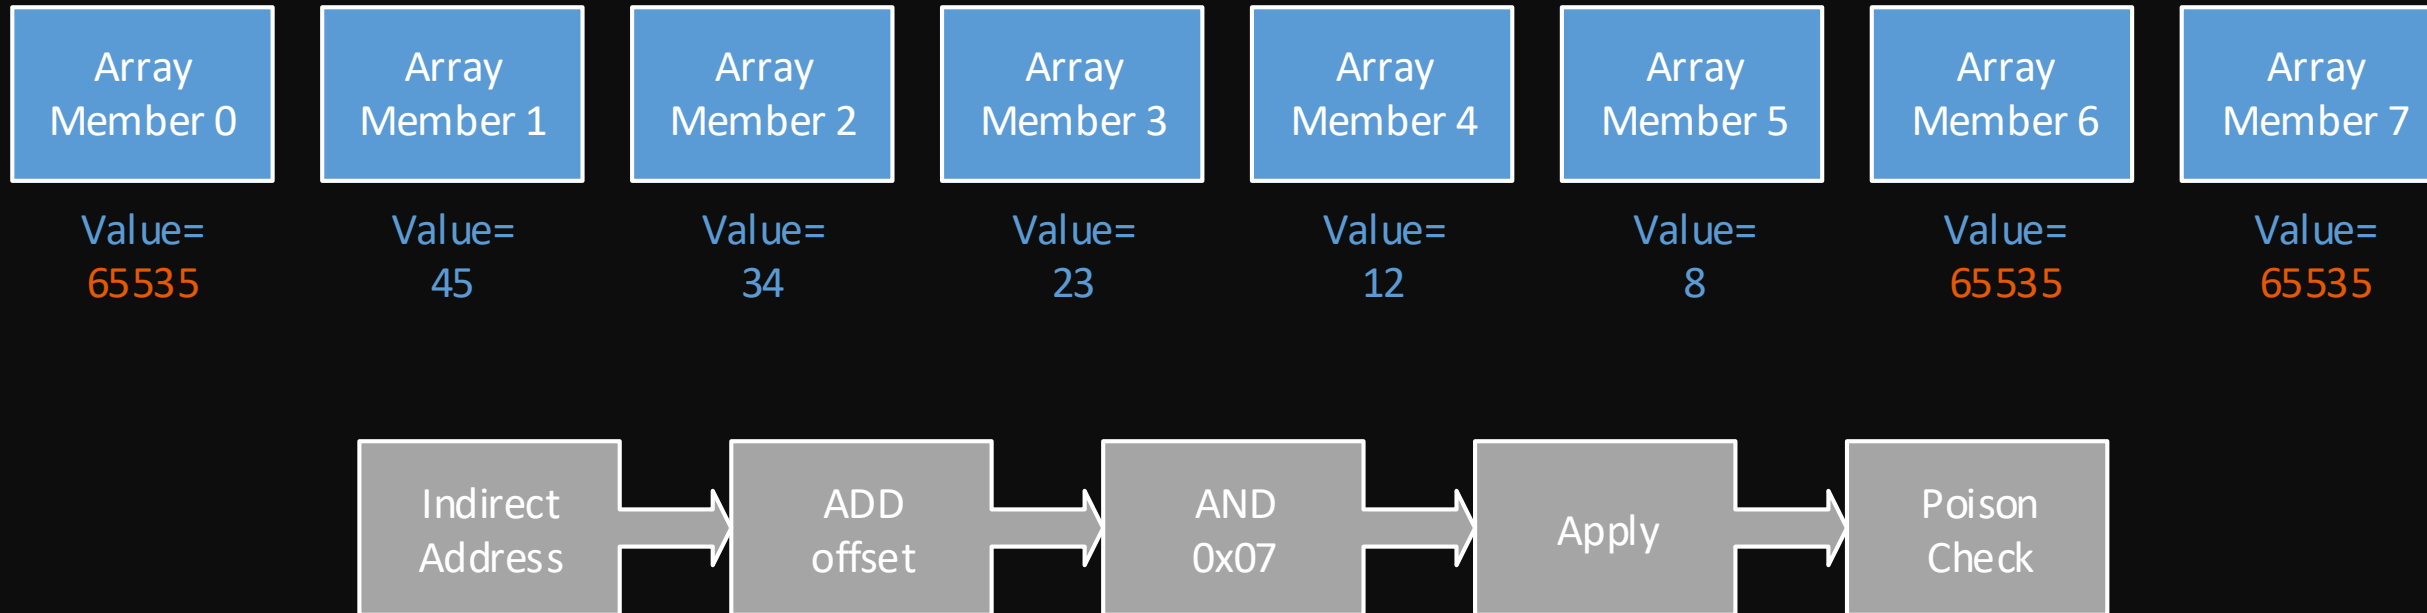 Array
Member 0
Array
Member 1
Array
Member 2
Array
Member 3
Array
Member 4
Array
Member 5
Array
Member 6
Array
Member 7
Value=
65535
Value=
45
Value=
34
Value=
23
Value=
12
Value=
8
Value=
65535
Value=
65535
Indirect
Address
ADD
offset
AND
0x07
Apply
Poison
Check